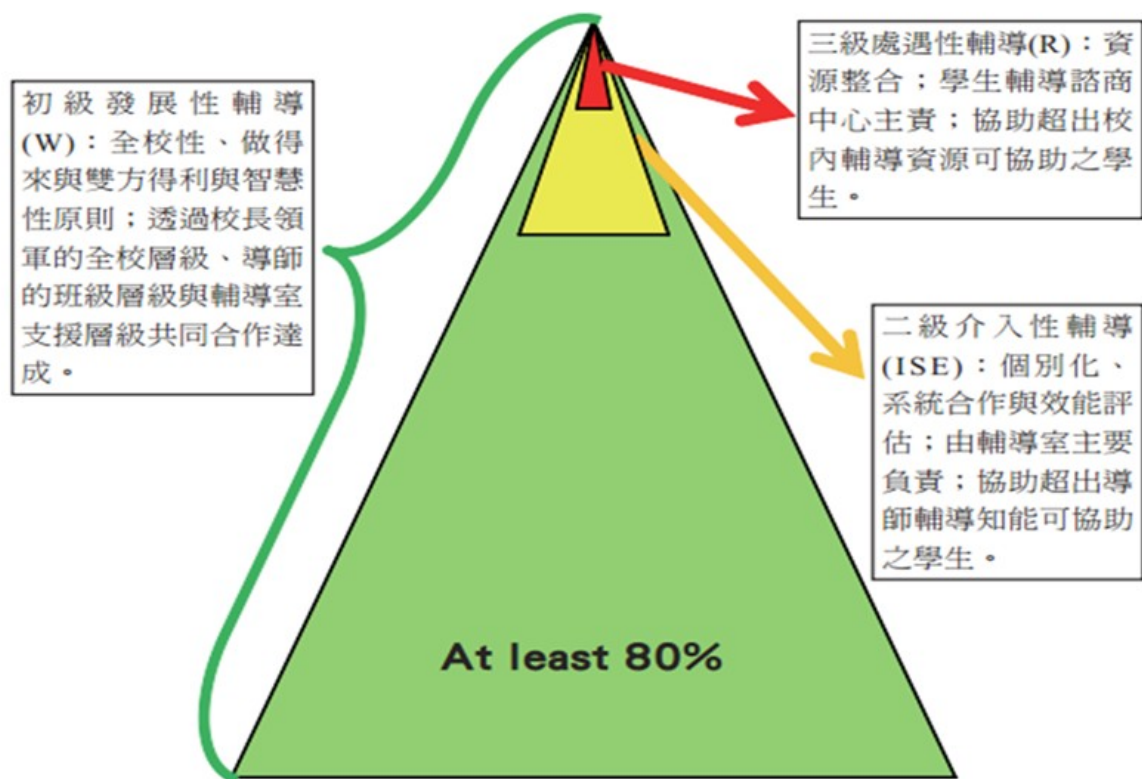 初級發展性輔導
(W)：全校性、做得
來與雙方得利與智慧
性原則；透過校長領
軍的全校層級、導師
的班級層級與輔導室
支援層級共同合作達
成。
三級處遇性輔導(R)：資
源整合；學生輔導諮商
中心主責；協助超出校
內輔導資源可協助之學
生。
二級介入性輔導
(ISE)：個別化、
系統合作與效能評
估；由輔導室主要
負責；協助超出導
師輔導知能可協助
之學生。
At least 80%